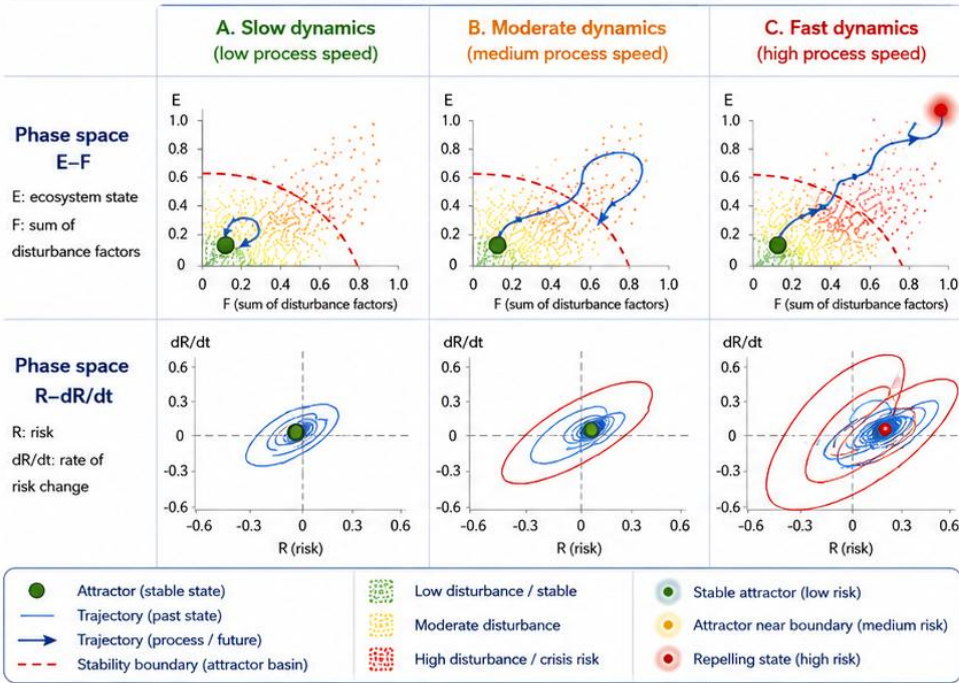 A. Slow dynamics
(low process speed)
B. Moderate dynamics
(medium process speed)
C. Fast dynamics
(high process speed)
Phase space
E–F
E: ecosystem state
F: sum of
disturbance factors
E
1.0
0.8
0.6
0.4
0.2
0
0 0.2 0.4 0.6 0.8 1.0
F (sum of disturbance factors)
E
1.0
0.8
0.6
0.4
0.2
0
0 0.2 0.4 0.6 0.8 1.0
F (sum of disturbance factors)
E
1.0
0.8
0.6
0.4
0.2
0
0 0.2 0.4 0.6 0.8 1.0
F (sum of disturbance factors)
Phase space
R–dR/dt
R: risk
dR/dt: rate of
risk change
dR/dt
0.6
0.3
0
-0.3
-0.6
-0.6 -0.3 0 0.3 0.6
R (risk)
dR/dt
0.6
0.3
0
-0.3
-0.6
-0.6 -0.3 0 0.3 0.6
R (risk)
dR/dt
0.6
0.3
0
-0.3
-0.6
-0.6 -0.3 0 0.3 0.6
R (risk)
Attractor (stable state)
Trajectory (past state)
Trajectory (process / future)
Stability boundary (attractor basin)
Low disturbance / stable
Moderate disturbance
High disturbance / crisis risk
Stable attractor (low risk)
Attractor near boundary (medium risk)
Repelling state (high risk)